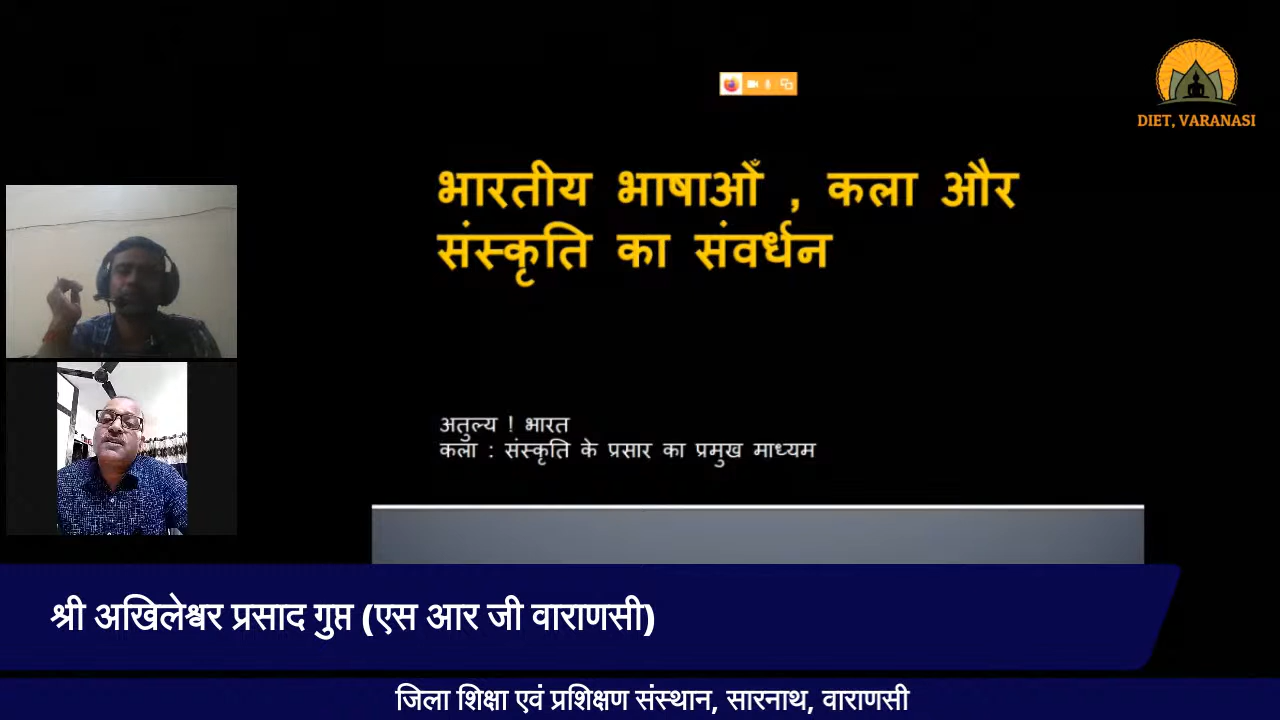 DIET, VARANASI
भारतीय भाषाओँ , कला और
संस्कृति का संवर्धन
अतुल्य ! भारत
कला : संस्कृति के प्रसार का प्रमुख माध्यम
श्री अखिलेश्वर प्रसाद गुप्त (एस आर जी वाराणसी)
जिला शिक्षा एवं प्रशिक्षण संस्थान, सारनाथ, वाराणसी